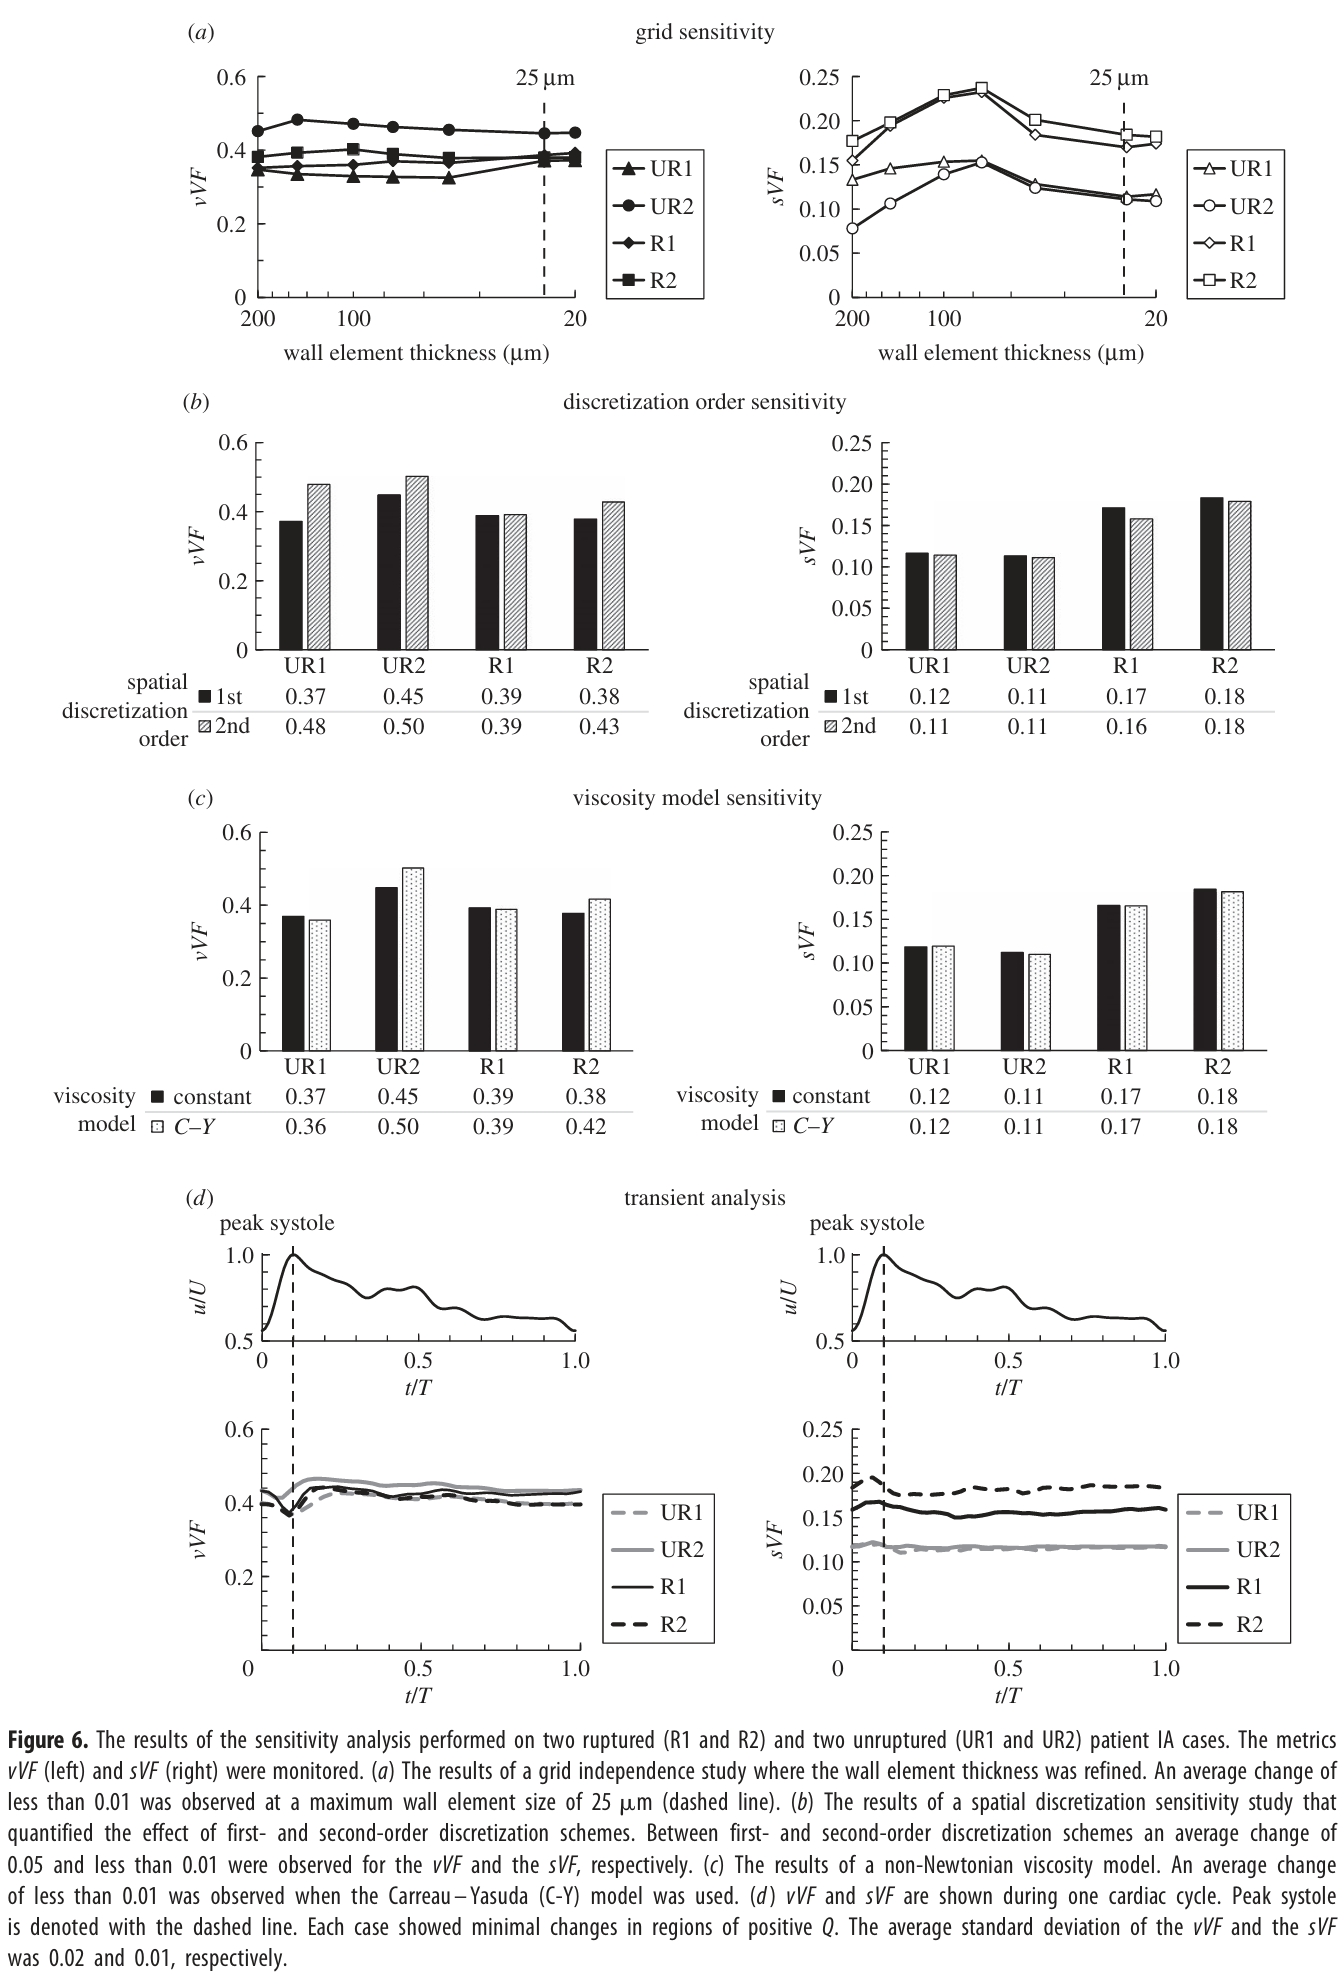 (a) grid sensitivity
0.6
0.4
0.2
0
vVF
25 μm
200 100 20
wall element thickness (μm)
UR1
UR2
R1
R2
0.25
0.20
0.15
0.10
0.05
0
sVF
25 μm
200 100 20
wall element thickness (μm)
UR1
UR2
R1
R2
(b) discretization order sensitivity
0.6
0.4
0.2
0
vVF
UR1 UR2 R1 R2
spatial
discretization
order
1st 0.37 0.45 0.39 0.38
2nd 0.48 0.50 0.39 0.43
0.25
0.20
0.15
0.10
0.05
0
sVF
UR1 UR2 R1 R2
spatial
discretization
order
1st 0.12 0.11 0.17 0.18
2nd 0.11 0.11 0.16 0.18
(c) viscosity model sensitivity
0.6
0.4
0.2
0
vVF
UR1 UR2 R1 R2
viscosity
model
constant 0.37 0.45 0.39 0.38
C–Y 0.36 0.50 0.39 0.42
0.25
0.20
0.15
0.10
0.05
0
sVF
UR1 UR2 R1 R2
viscosity
model
constant 0.12 0.11 0.17 0.18
C–Y 0.12 0.11 0.17 0.18
(d) transient analysis
peak systole
1.0
0.5
u/U
0 0.5 1.0
t/T
0.6
0.4
0.2
vVF
0 0.5 1.0
t/T
UR1
UR2
R1
R2
peak systole
1.0
0.5
u/U
0 0.5 1.0
t/T
0.25
0.20
0.15
0.10
0.05
sVF
0 0.5 1.0
t/T
UR1
UR2
R1
R2
Figure 6. The results of the sensitivity analysis performed on two ruptured (R1 and R2) and two unruptured (UR1 and UR2) patient IA cases. The metrics
vVF (left) and sVF (right) were monitored. (a) The results of a grid independence study where the wall element thickness was refined. An average change of
less than 0.01 was observed at a maximum wall element size of 25 μm (dashed line). (b) The results of a spatial discretization sensitivity study that
quantified the effect of first- and second-order discretization schemes. Between first- and second-order discretization schemes an average change of
0.05 and less than 0.01 were observed for the vVF and the sVF, respectively. (c) The results of a non-Newtonian viscosity model. An average change
of less than 0.01 was observed when the Carreau–Yasuda (C-Y) model was used. (d) vVF and sVF are shown during one cardiac cycle. Peak systole
is denoted with the dashed line. Each case showed minimal changes in regions of positive Q. The average standard deviation of the vVF and the sVF
was 0.02 and 0.01, respectively.